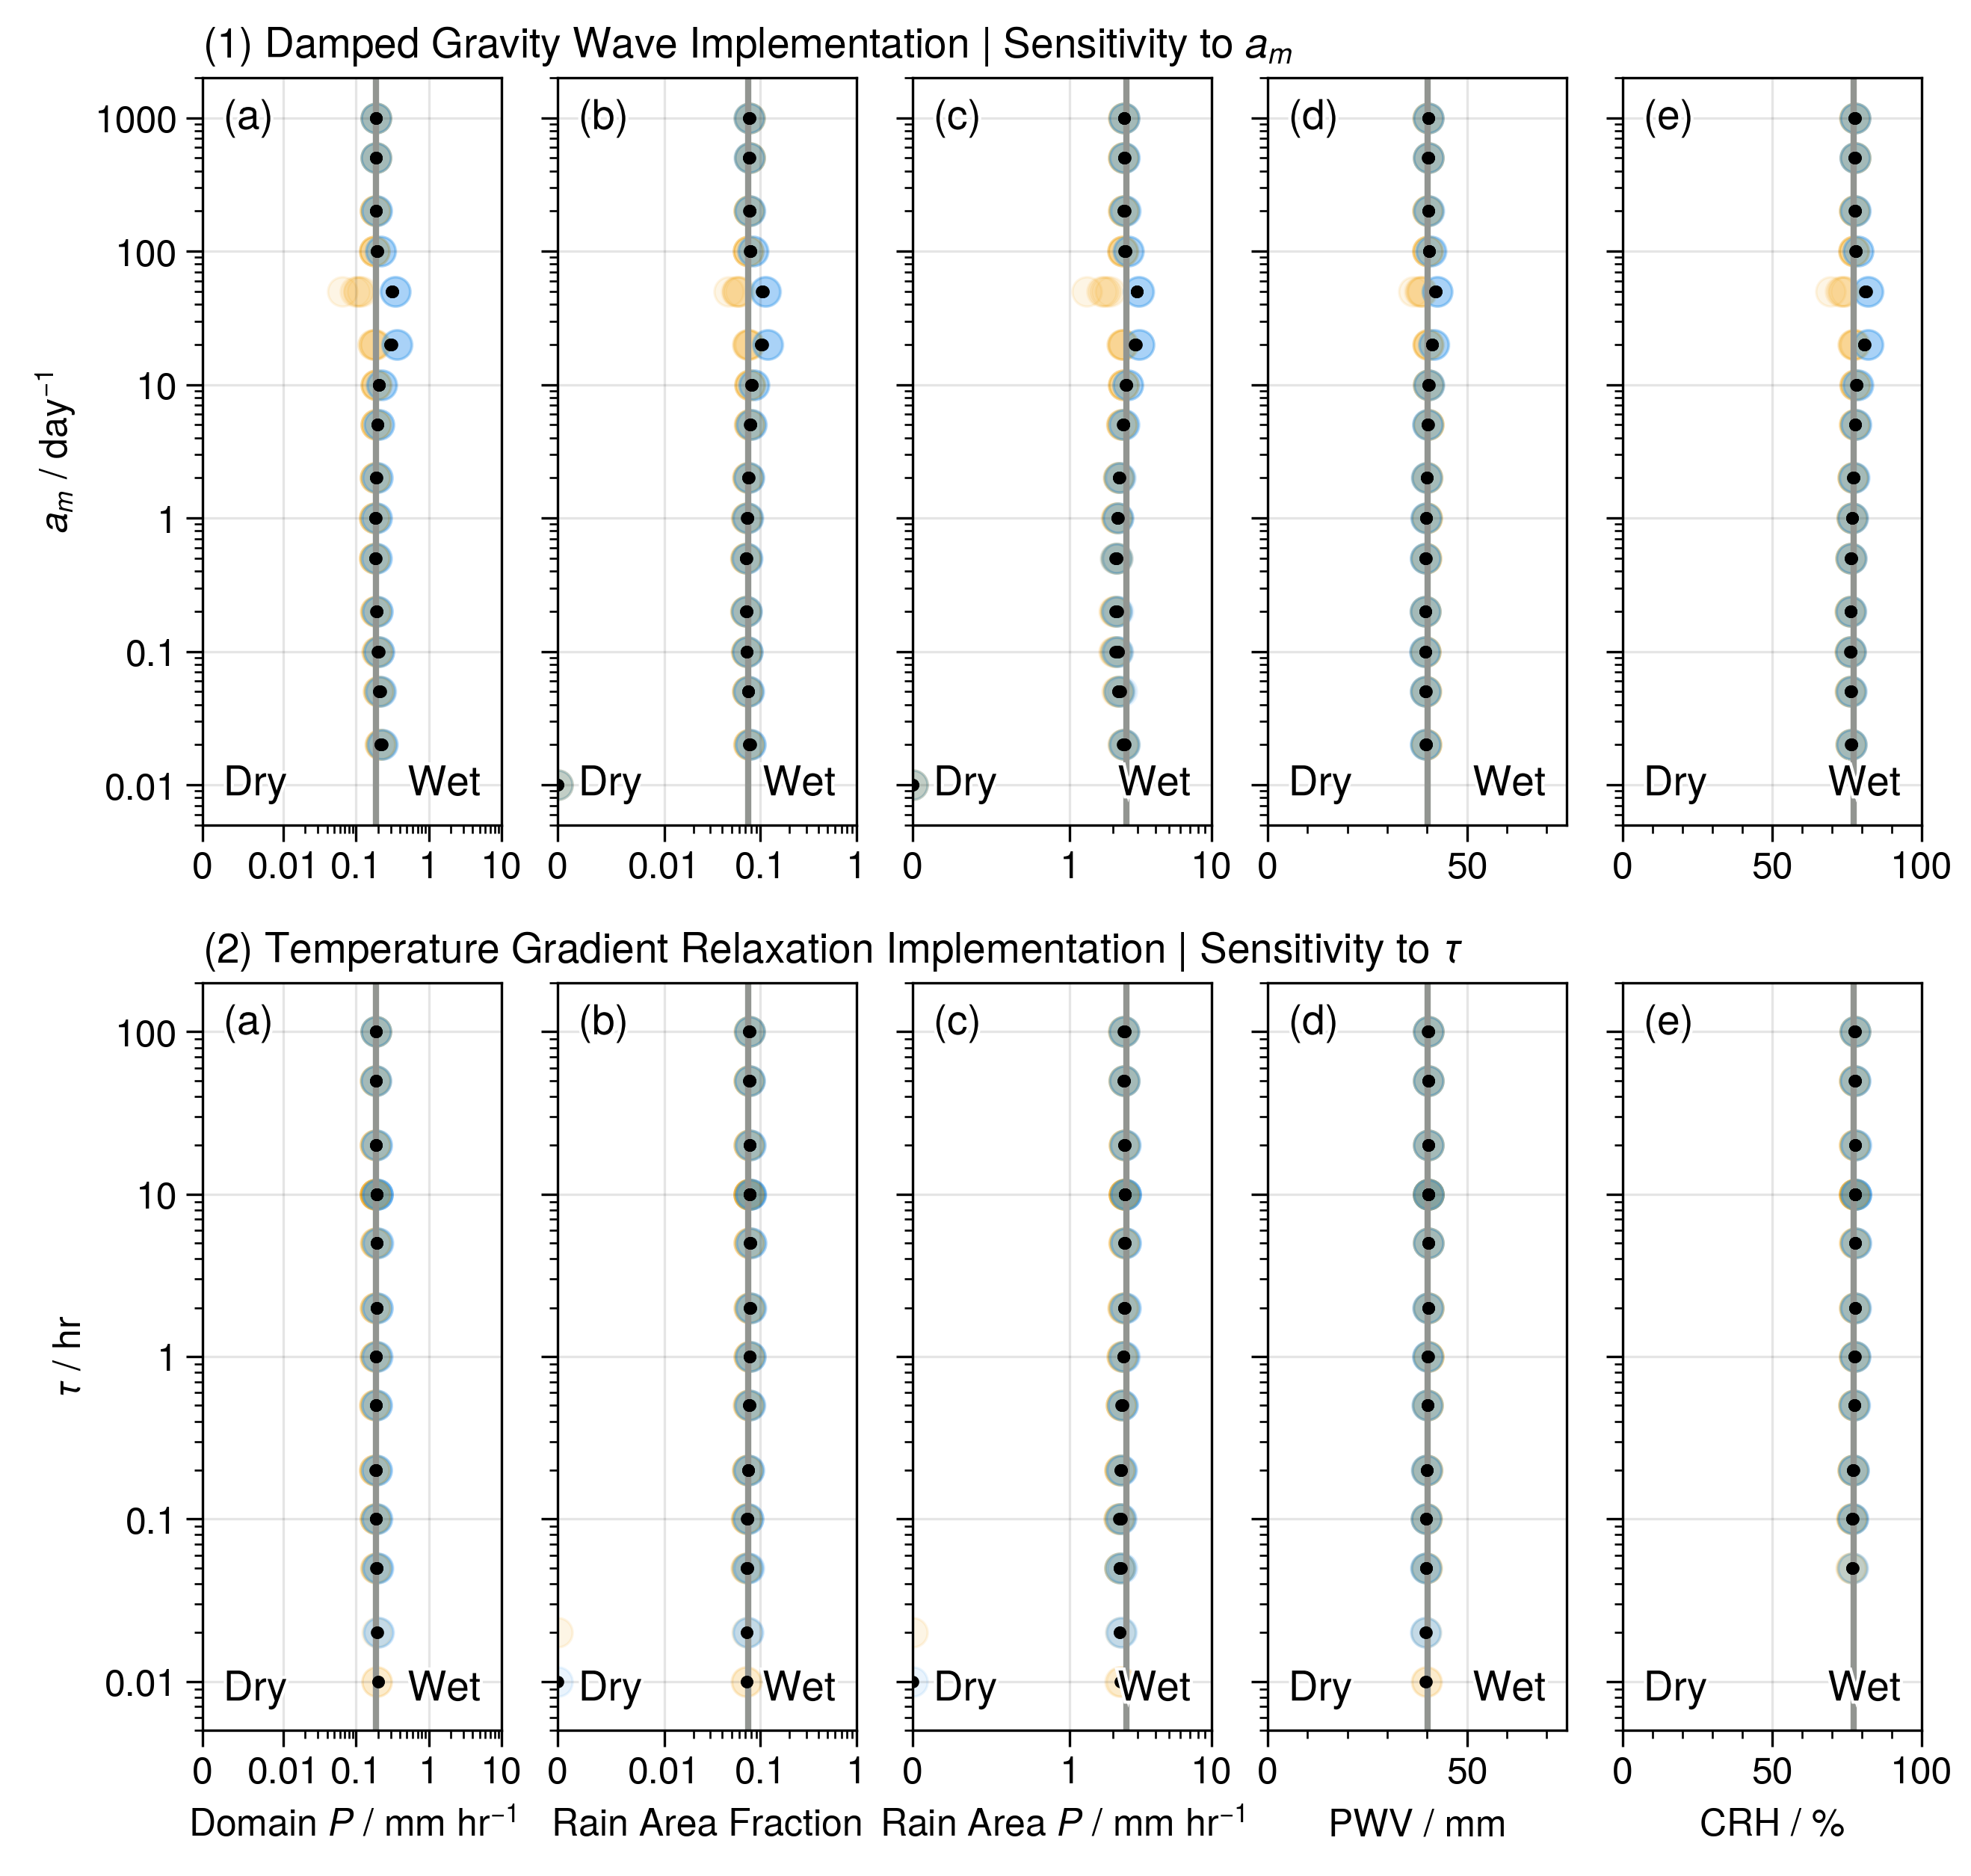 (1) Damped Gravity Wave Implementation | Sensitivity to aₘ
(a) (b) (c) (d) (e)
1000
100
10
1
0.1
0.01
aₘ / day⁻¹
Dry Wet Dry Wet Dry Wet Dry Wet Dry Wet
0 0.01 0.1 1 10 0 0.01 0.1 1 0 1 10 0 50 0 50 100
(2) Temperature Gradient Relaxation Implementation | Sensitivity to τ
(a) (b) (c) (d) (e)
100
10
1
0.1
0.01
τ / hr
Dry Wet Dry Wet Dry Wet Dry Wet Dry Wet
0 0.01 0.1 1 10 0 0.01 0.1 1 0 1 10 0 50 0 50 100
Domain P / mm hr⁻¹ Rain Area Fraction Rain Area P / mm hr⁻¹ PWV / mm CRH / %